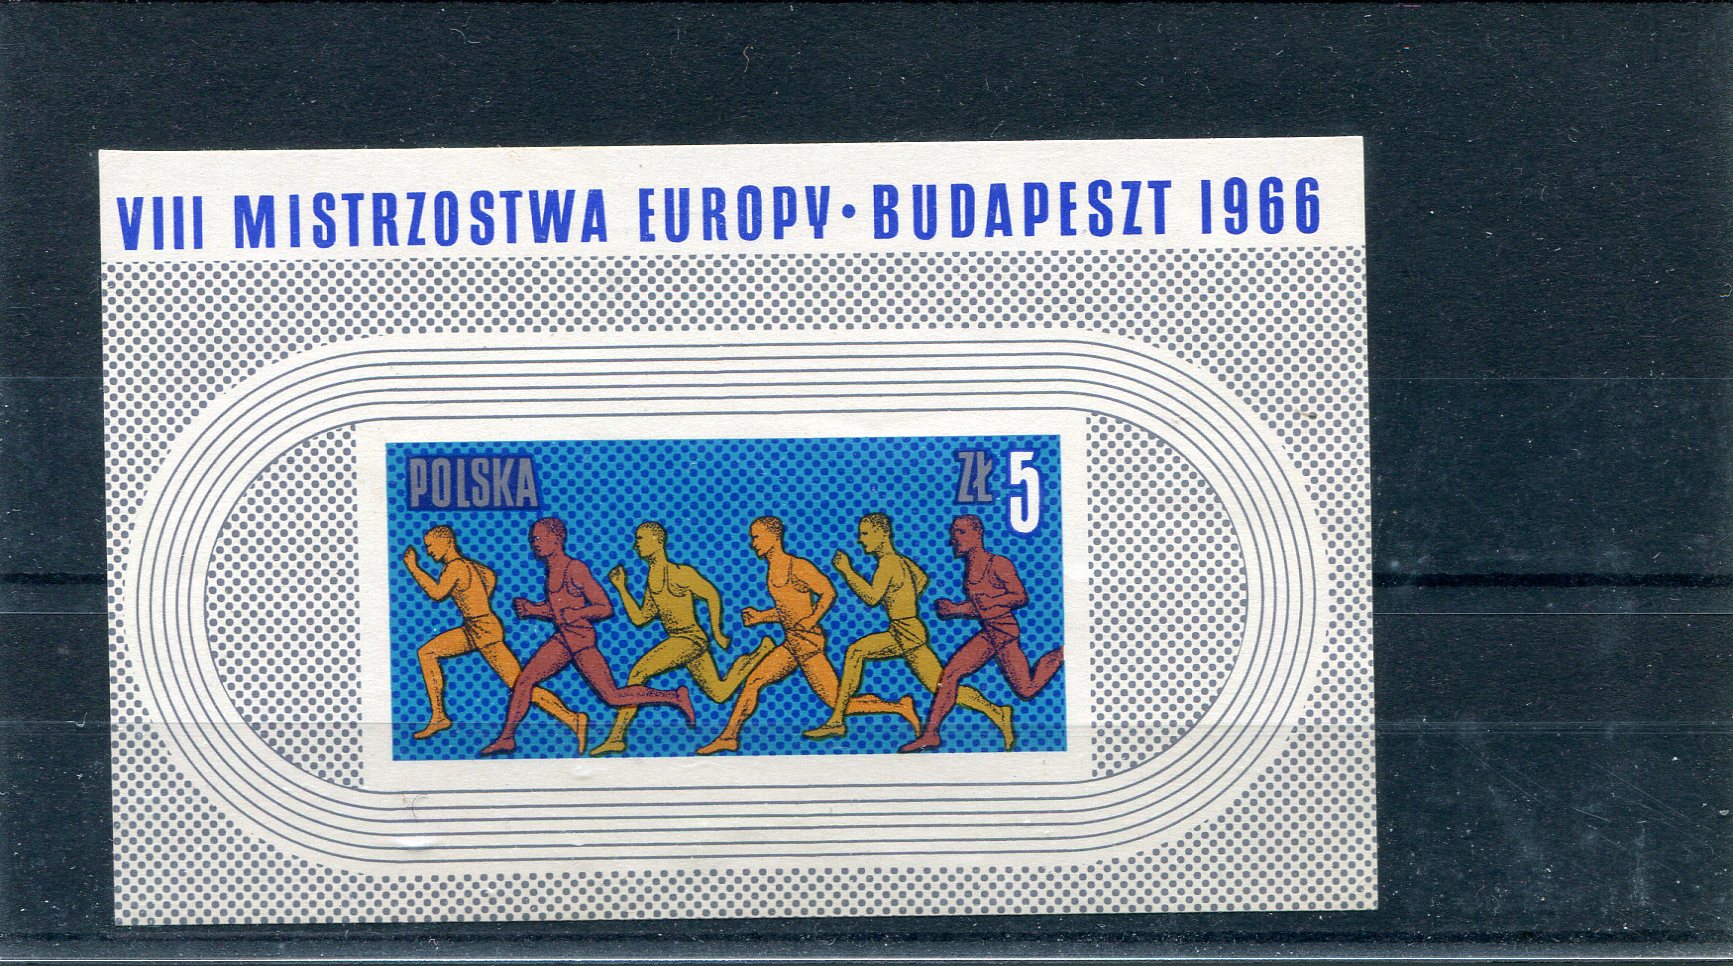 VIII MISTRZOSTWA EUROPY • BUDAPESZT 1966
POLSKA
ZŁ 5